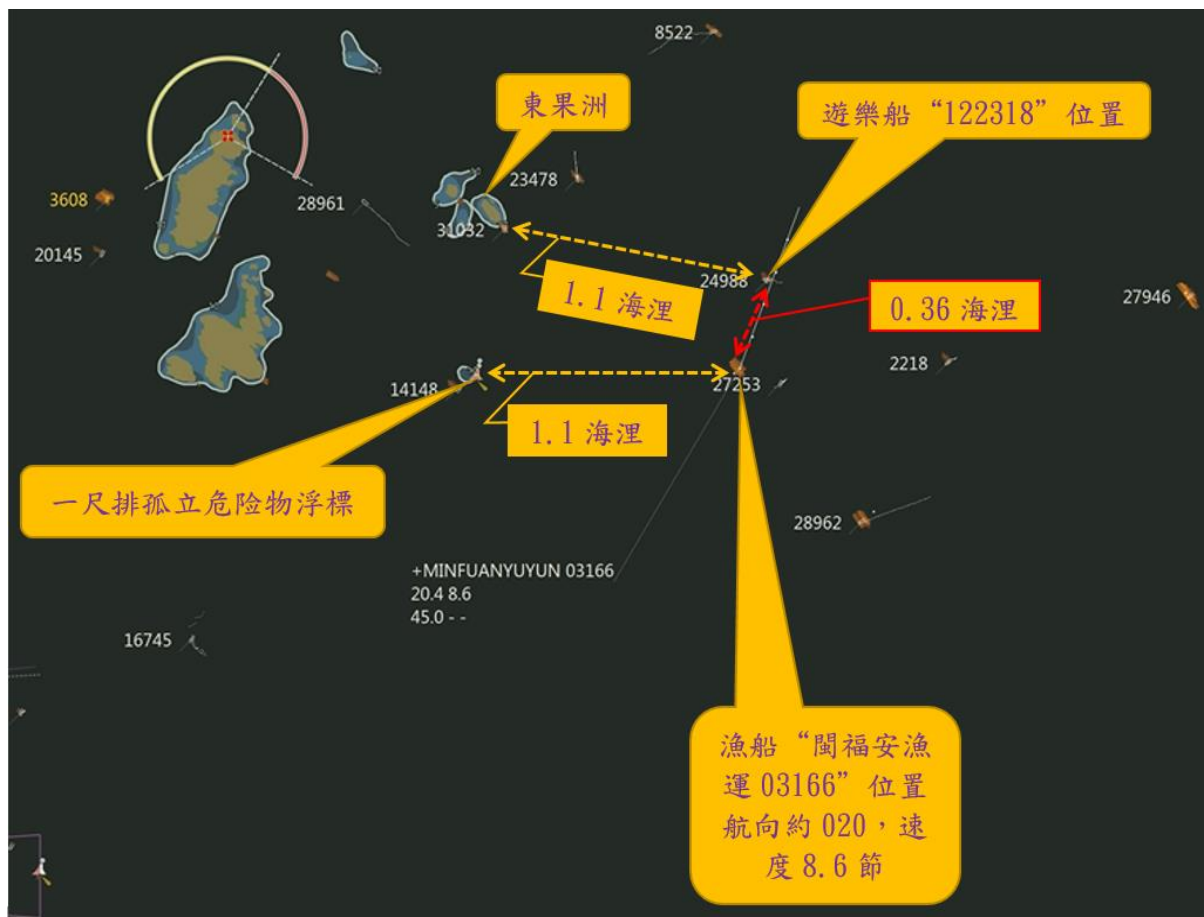 8522
東果洲
遊樂船“122318”位置
23478
3608
28961
31032
20145
24988
1.1 海浬
0.36 海浬
27946
2218
14148
27253
1.1 海浬
一尺排孤立危险物浮標
28962
+MINFUANYUYUN 03166
20.4 8.6
45.0 - -
16745
漁船“閩福安漁
運 03166”位置
航向約 020，速
度 8.6 節